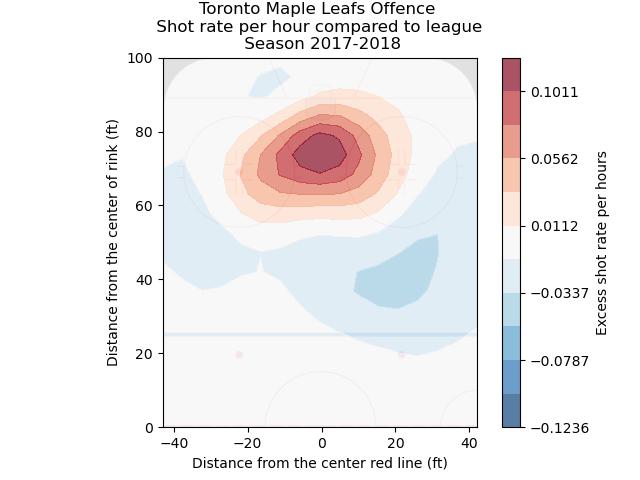 Toronto Maple Leafs Offence
Shot rate per hour compared to league
Season 2017-2018
100
80
60
40
20
0
Distance from the center of rink (ft)
−40
−20
0
20
40
Distance from the center red line (ft)
0.1011
0.0562
0.0112
−0.0337
−0.0787
−0.1236
Excess shot rate per hours